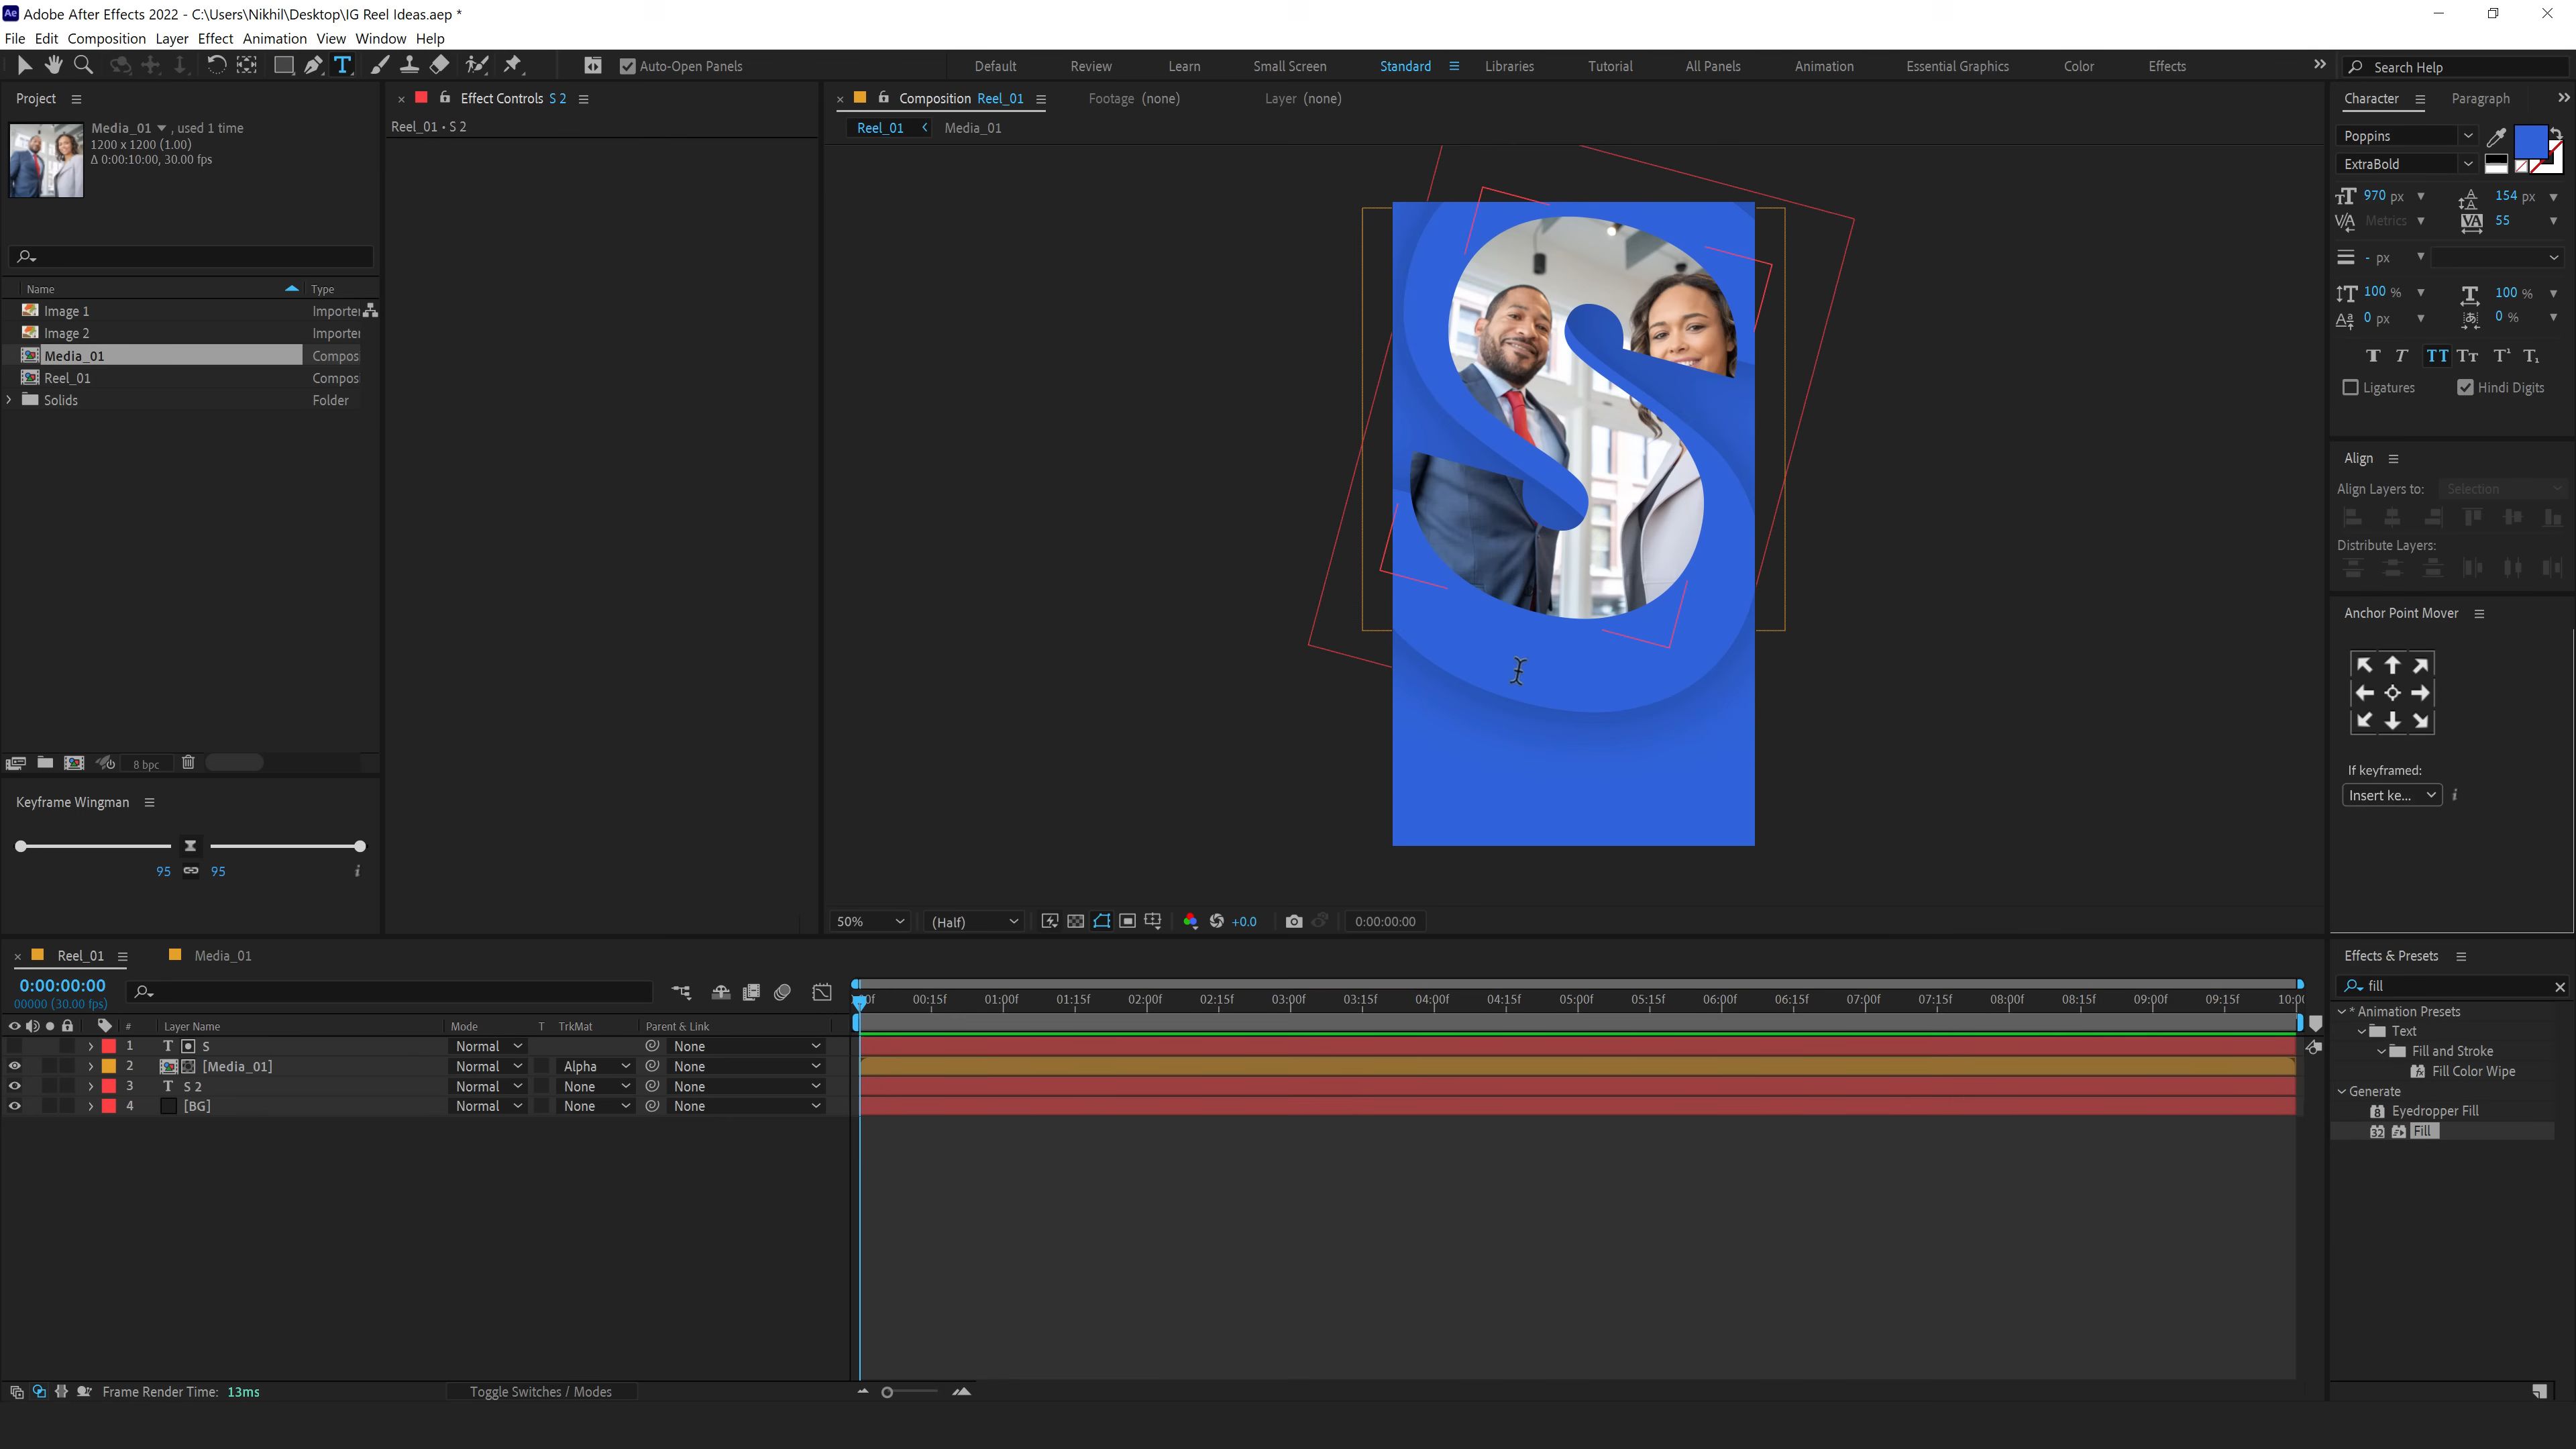 Ae Adobe After Effects 2022 - C:\Users\Nikhil\Desktop\IG Reel Ideas.aep *
File Edit Composition Layer Effect Animation View Window Help
Auto-Open Panels
Default Review Learn Small Screen Standard Libraries Tutorial All Panels Animation Essential Graphics Color Effects
Search Help
Project
Media_01 , used 1 time
1200 x 1200 (1.00)
Δ 0:00:10:00, 30.00 fps
Name Type
Image 1 Importer
Image 2 Importer
Media_01 Compos
Reel_01 Compos
Solids Folder
8 bpc
Keyframe Wingman
95 95
Effect Controls S 2
Reel_01 • S 2
Composition Reel_01 Footage (none) Layer (none)
Reel_01 Media_01
S
50% (Half) +0.0 0:00:00:00
Character Paragraph
Poppins
ExtraBold
970 px 154 px
Metrics 55
- px
100 % 100 %
0 px 0 %
T T TT Tт T¹ T₁
Ligatures Hindi Digits
Align
Align Layers to: Selection
Distribute Layers:
Anchor Point Mover
If keyframed:
Insert ke...
Effects & Presets
fill
* Animation Presets
Text
Fill and Stroke
Fill Color Wipe
Generate
Eyedropper Fill
Fill
Reel_01 Media_01
0:00:00:00
00000 (30.00 fps)
00f 00:15f 01:00f 01:15f 02:00f 02:15f 03:00f 03:15f 04:00f 04:15f 05:00f 05:15f 06:00f 06:15f 07:00f 07:15f 08:00f 08:15f 09:00f 09:15f 10:0
# Layer Name Mode T TrkMat Parent & Link
1 T S Normal None
2 [Media_01] Normal Alpha None
3 T S 2 Normal None None
4 [BG] Normal None None
Frame Render Time: 13ms
Toggle Switches / Modes